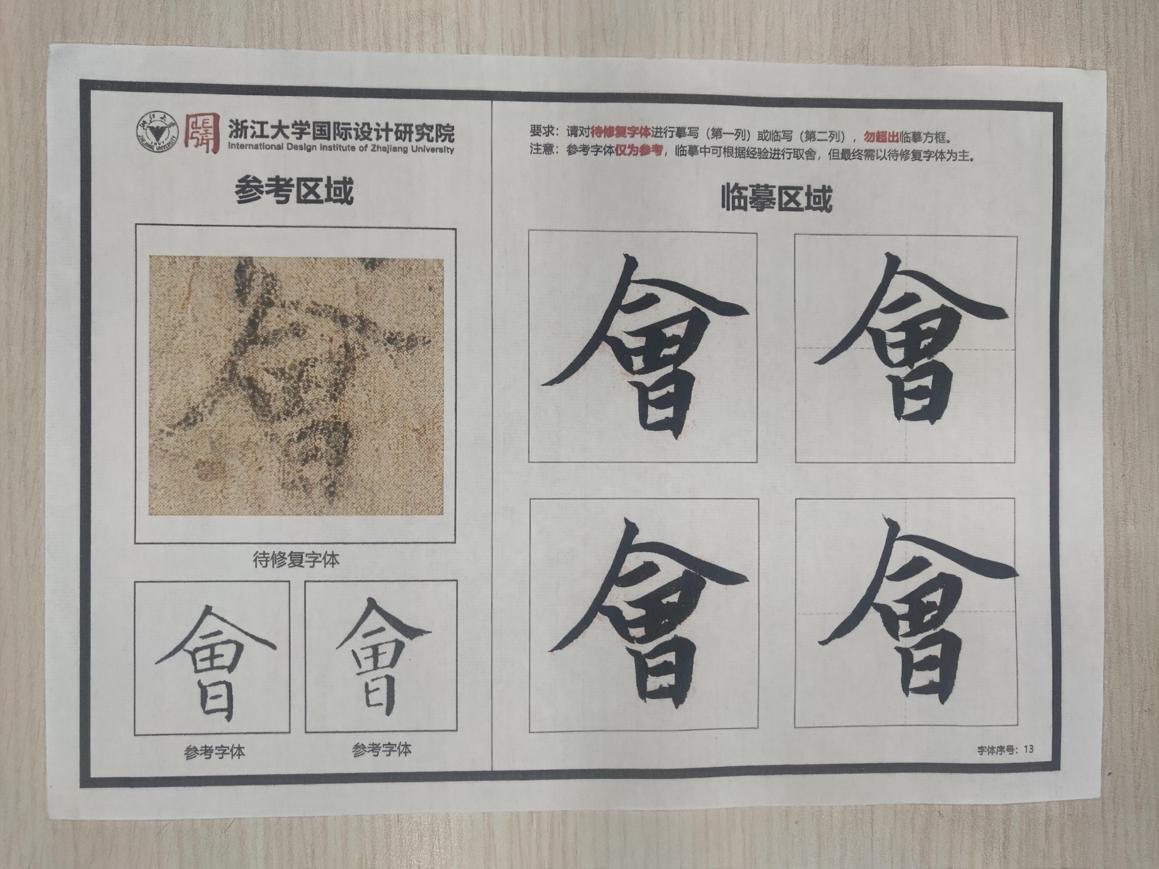 浙江大学国际设计研究院
International Design Institute of Zhejiang University
参考区域
會
待修复字体
會 會
参考字体 参考字体
要求：请对待修复字体进行摹写（第一列）或临写（第二列），勿超出临摹方框。
注意：参考字体仅为参考，临摹中可根据经验进行取舍，但最终需以待修复字体为主。
临摹区域
會 會
會 會
字体序号：13